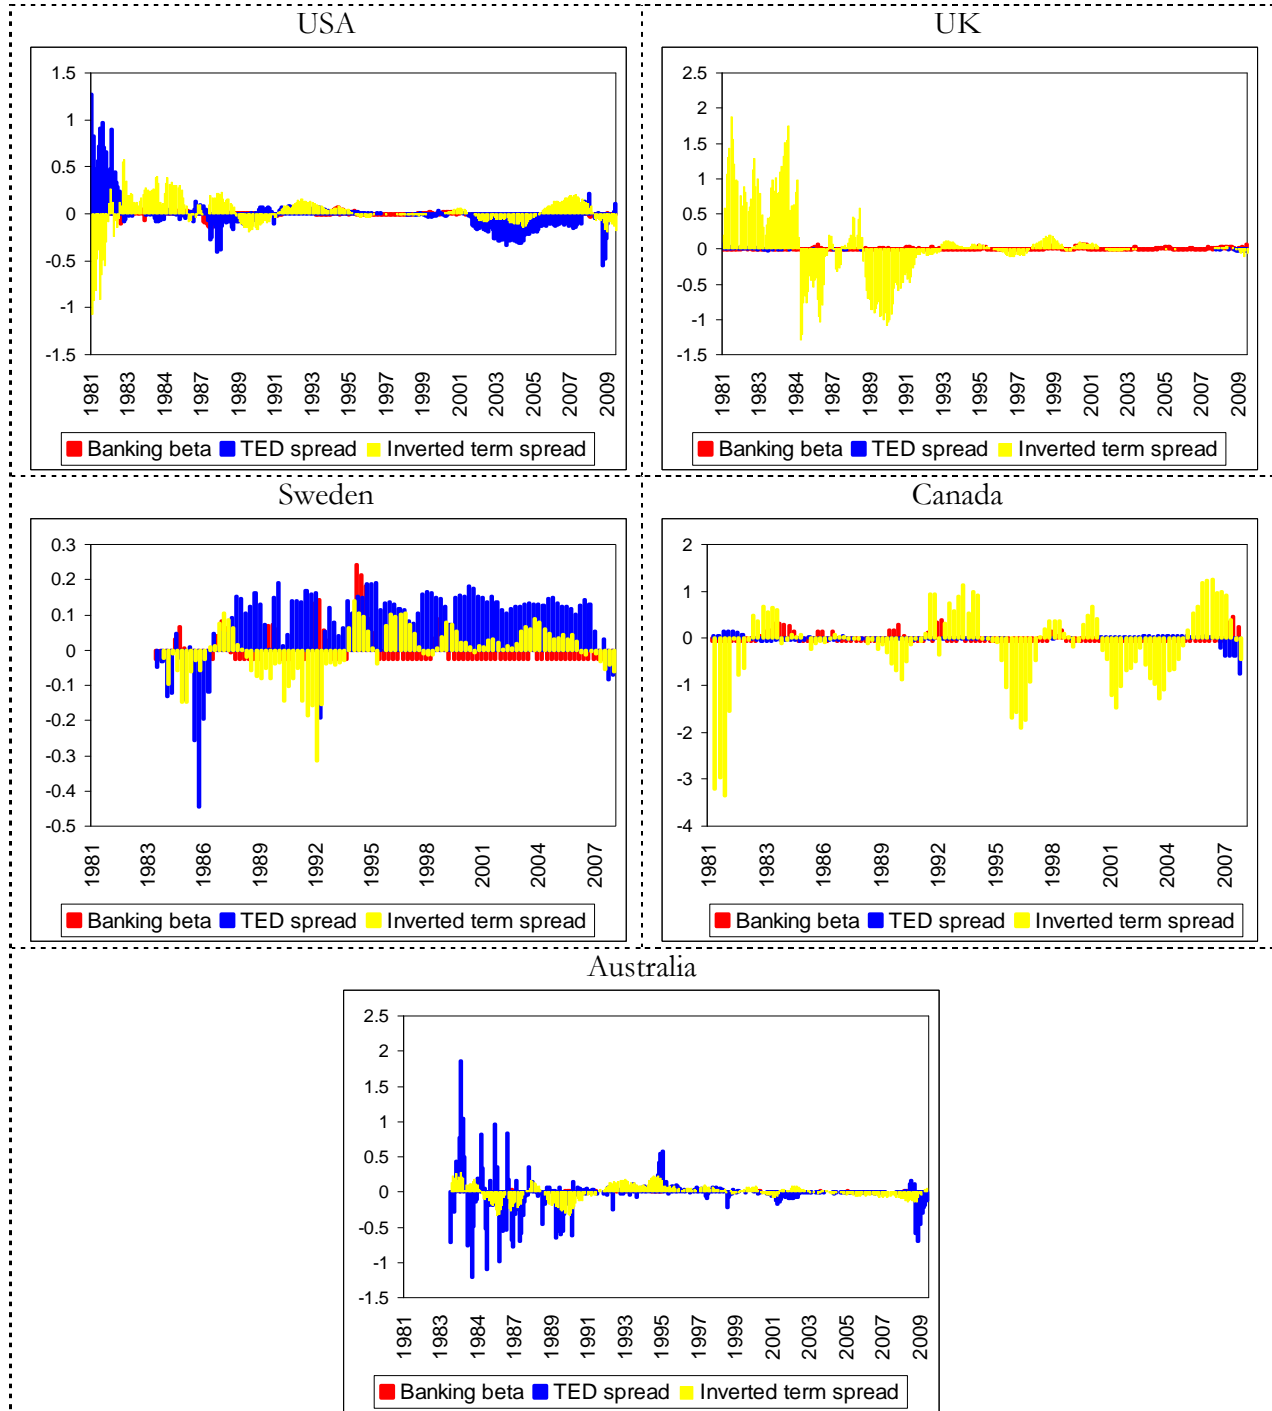 USA
1.5
1
0.5
0
-0.5
-1
-1.5
1981 1983 1984 1987 1989 1991 1993 1995 1997 1999 2001 2003 2005 2007 2009
Banking beta TED spread Inverted term spread
UK
2.5
2
1.5
1
0.5
0
-0.5
-1
-1.5
1981 1983 1984 1987 1989 1991 1993 1995 1997 1999 2001 2003 2005 2007 2009
Banking beta TED spread Inverted term spread
Sweden
0.3
0.2
0.1
0
-0.1
-0.2
-0.3
-0.4
-0.5
1981 1983 1986 1989 1992 1995 1998 2001 2004 2007
Banking beta TED spread Inverted term spread
Canada
2
1
0
-1
-2
-3
-4
1981 1983 1986 1989 1992 1995 1998 2001 2004 2007
Banking beta TED spread Inverted term spread
Australia
2.5
2
1.5
1
0.5
0
-0.5
-1
-1.5
1981 1983 1984 1987 1989 1991 1993 1995 1997 1999 2001 2003 2005 2007 2009
Banking beta TED spread Inverted term spread